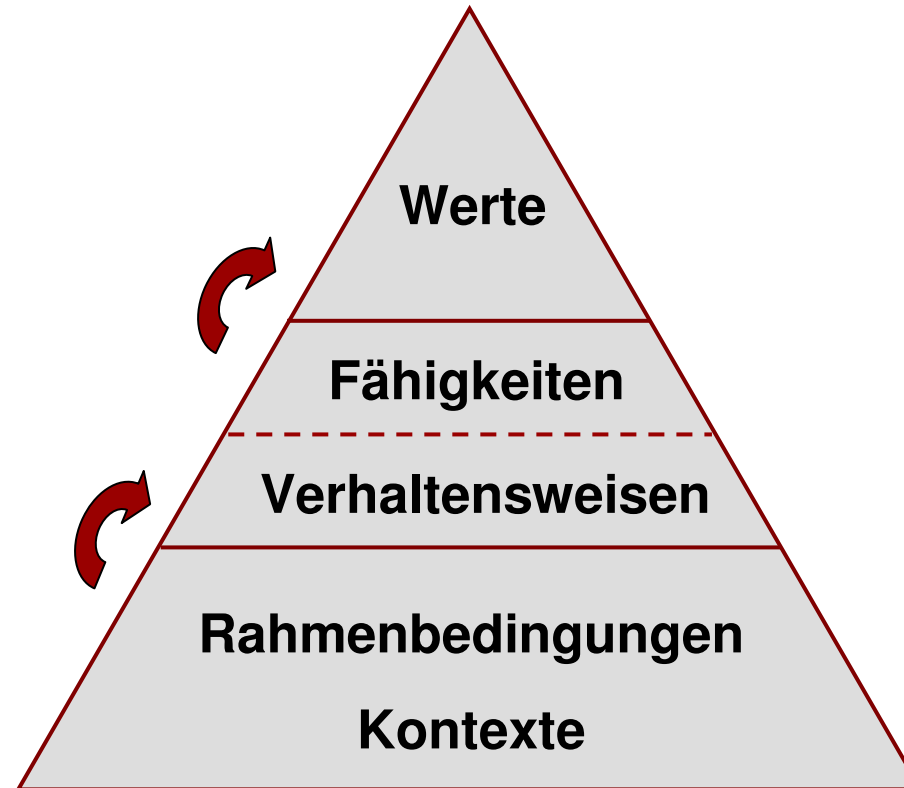 Werte
Fähigkeiten
Verhaltensweisen
Rahmenbedingungen
Kontexte